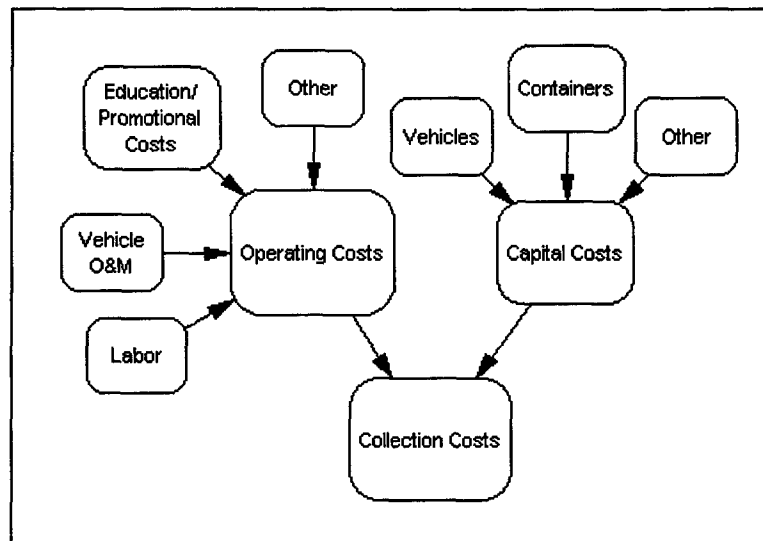 Education/
Promotional
Costs
Other
Containers
Vehicles
Other
Vehicle
O&M
Operating Costs
Capital Costs
Labor
Collection Costs